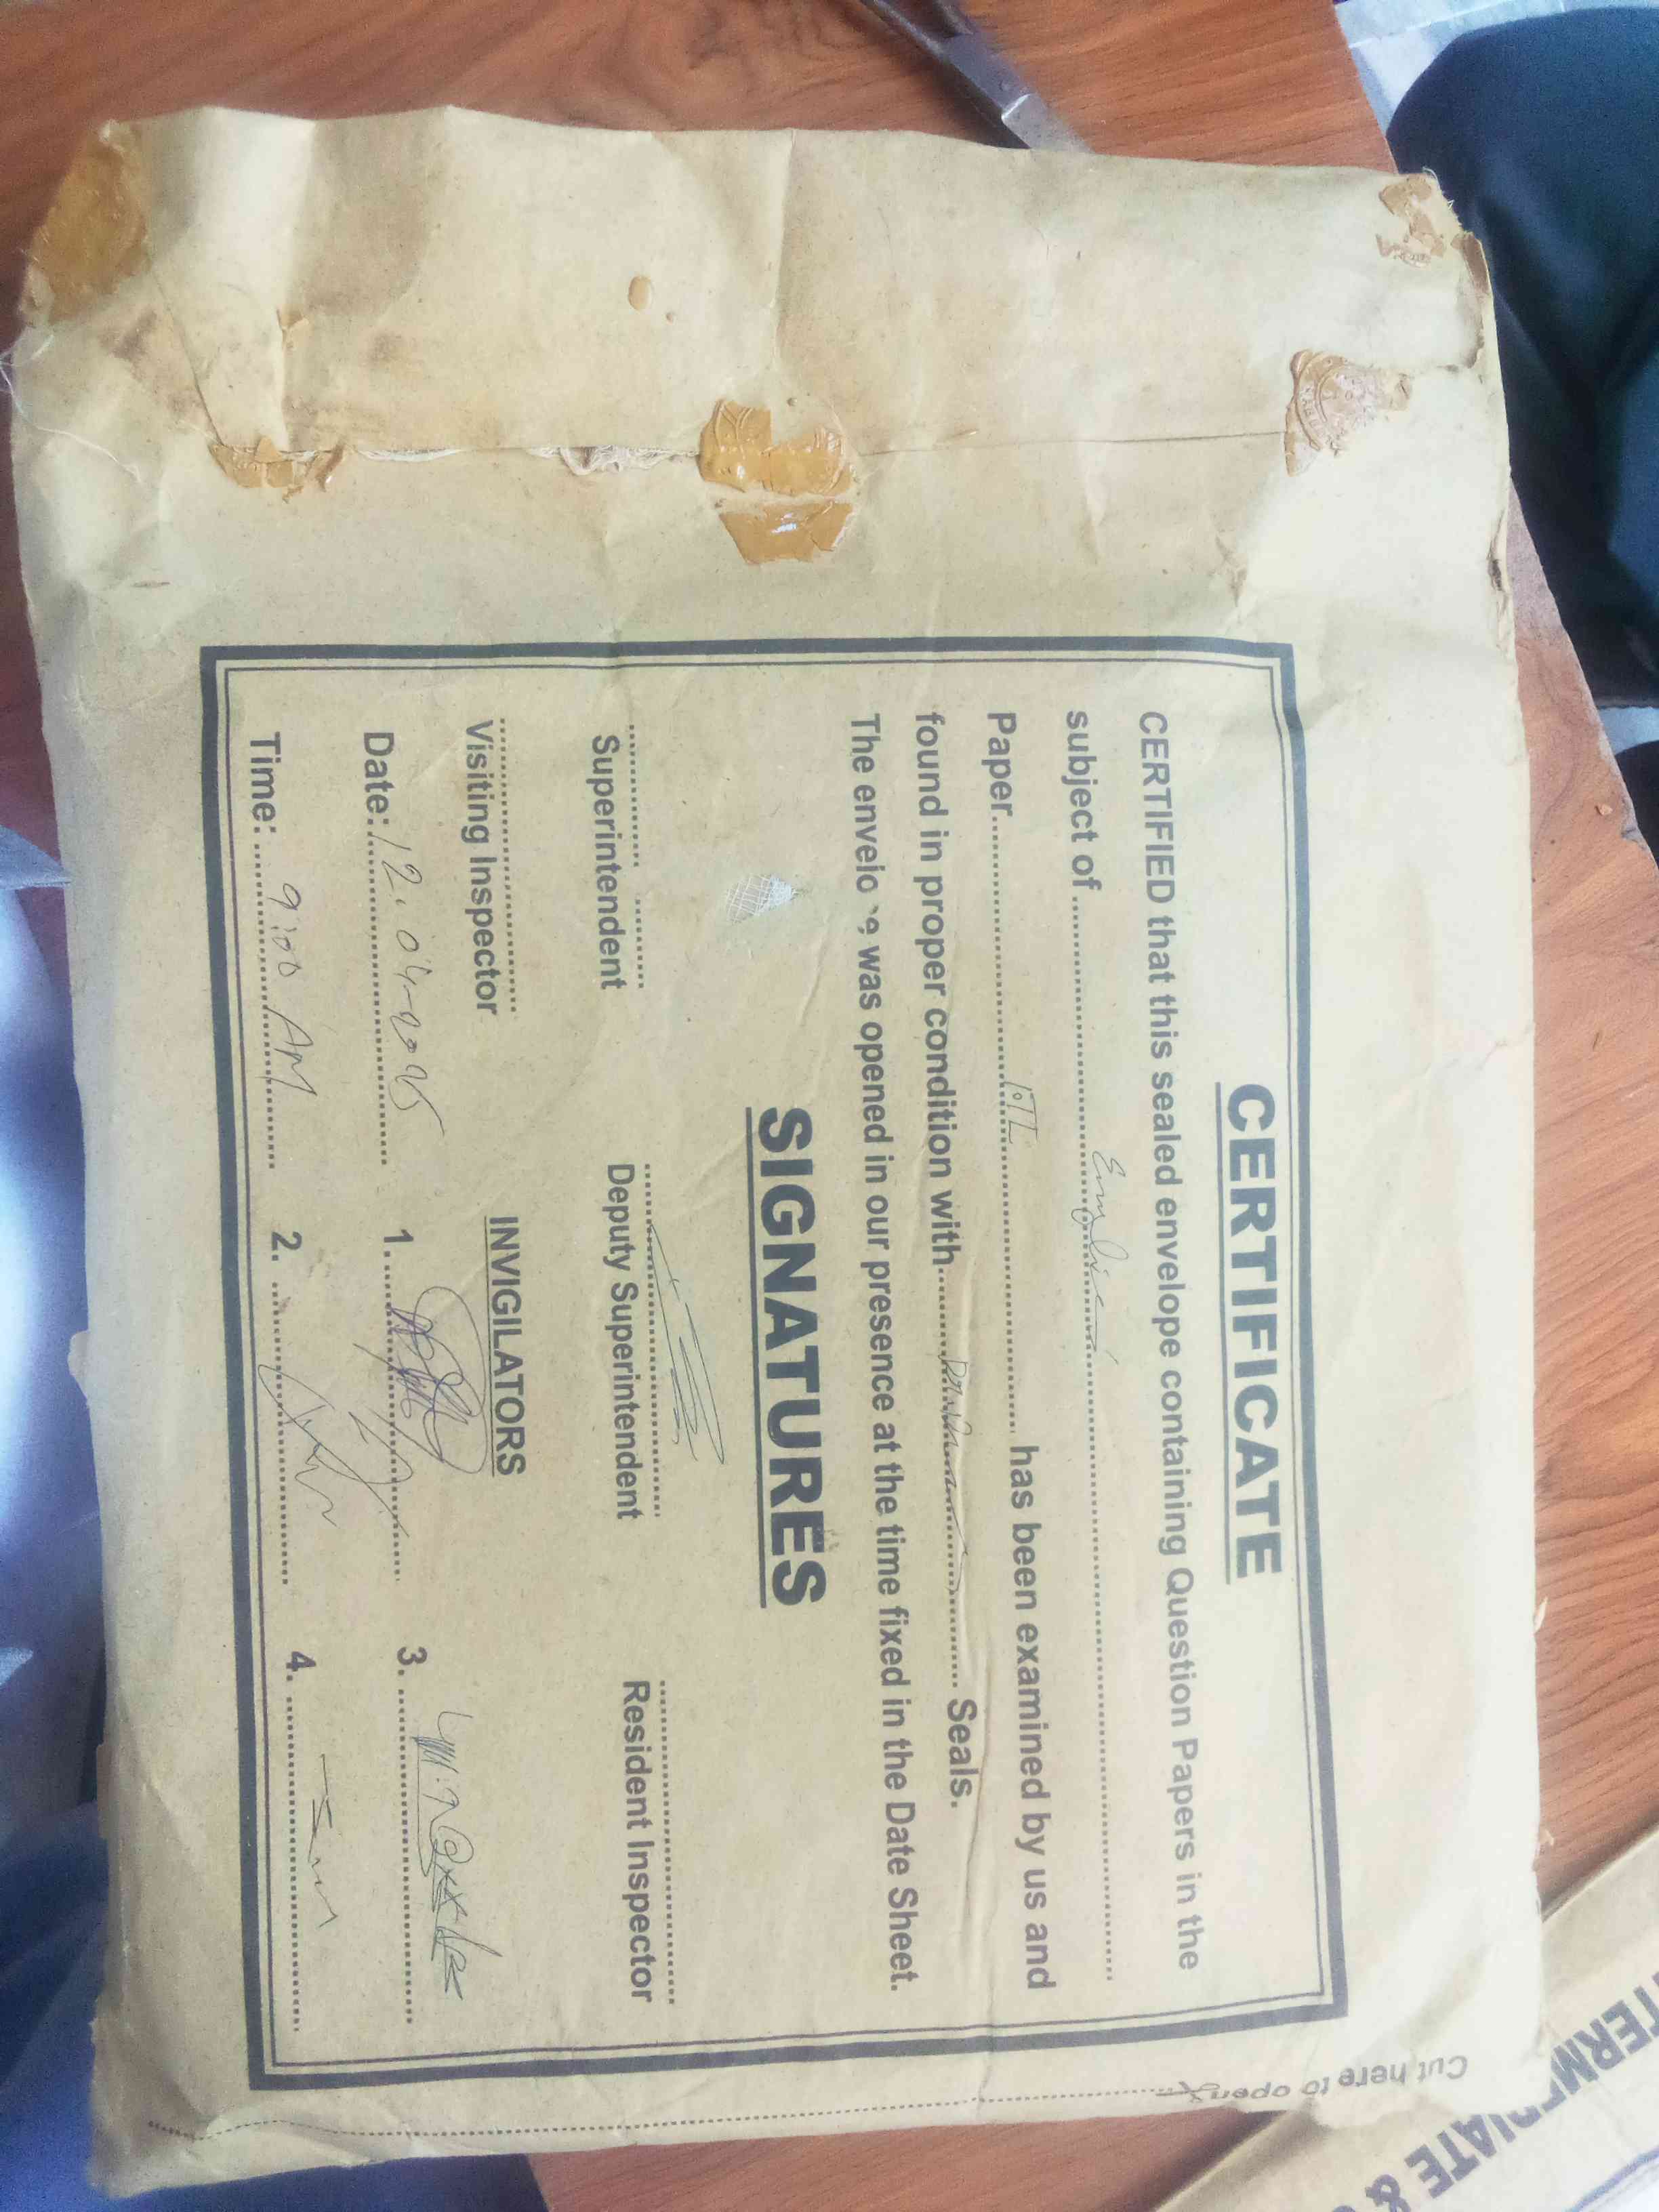 CERTIFICATE
CERTIFIED that this sealed envelope containing Question Papers in the
subject of
Paper has been examined by us and
found in proper condition with Seals.
The envelope was opened in our presence at the time fixed in the Date Sheet.
SIGNATURES
Superintendent Deputy Superintendent Resident Inspector
Visiting Inspector INVIGILATORS
Date: 12.04-2025 1. 3.
Time: 9:00 AM 2. 4.
Cut here to open